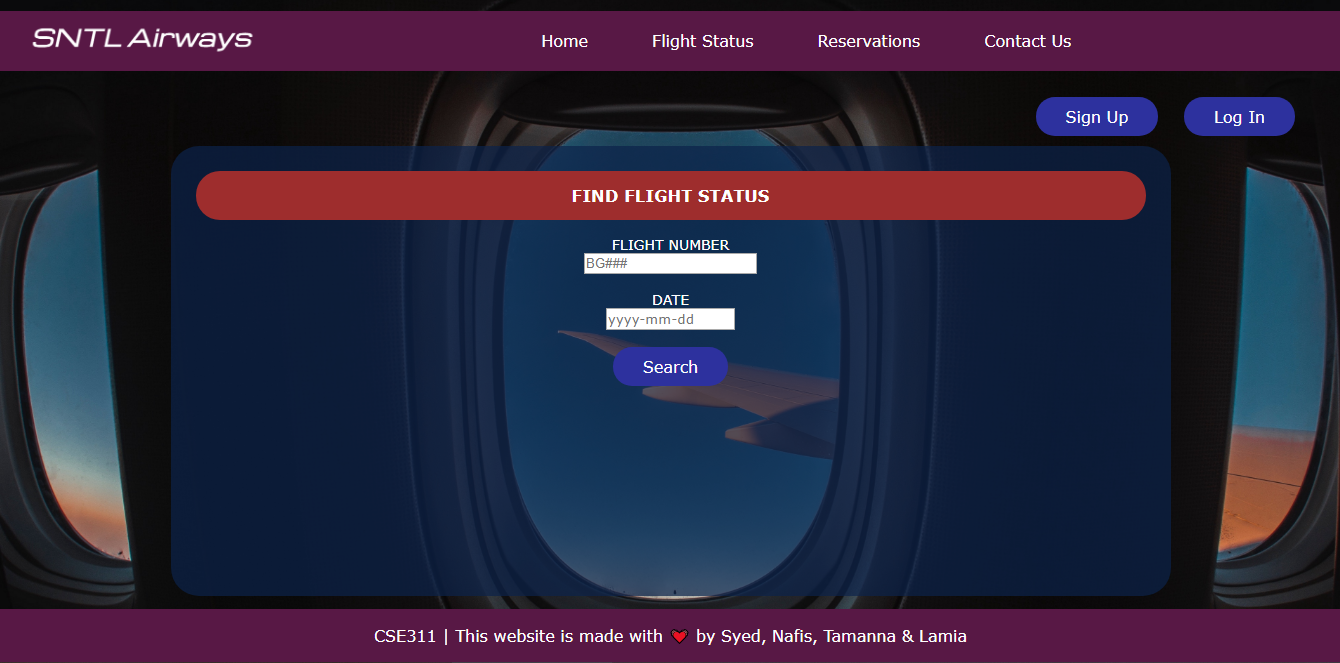 SNTL Airways
Home Flight Status Reservations Contact Us
Sign Up Log In
FIND FLIGHT STATUS
FLIGHT NUMBER
BG###
DATE
yyyy-mm-dd
Search
CSE311 | This website is made with ❤ by Syed, Nafis, Tamanna & Lamia